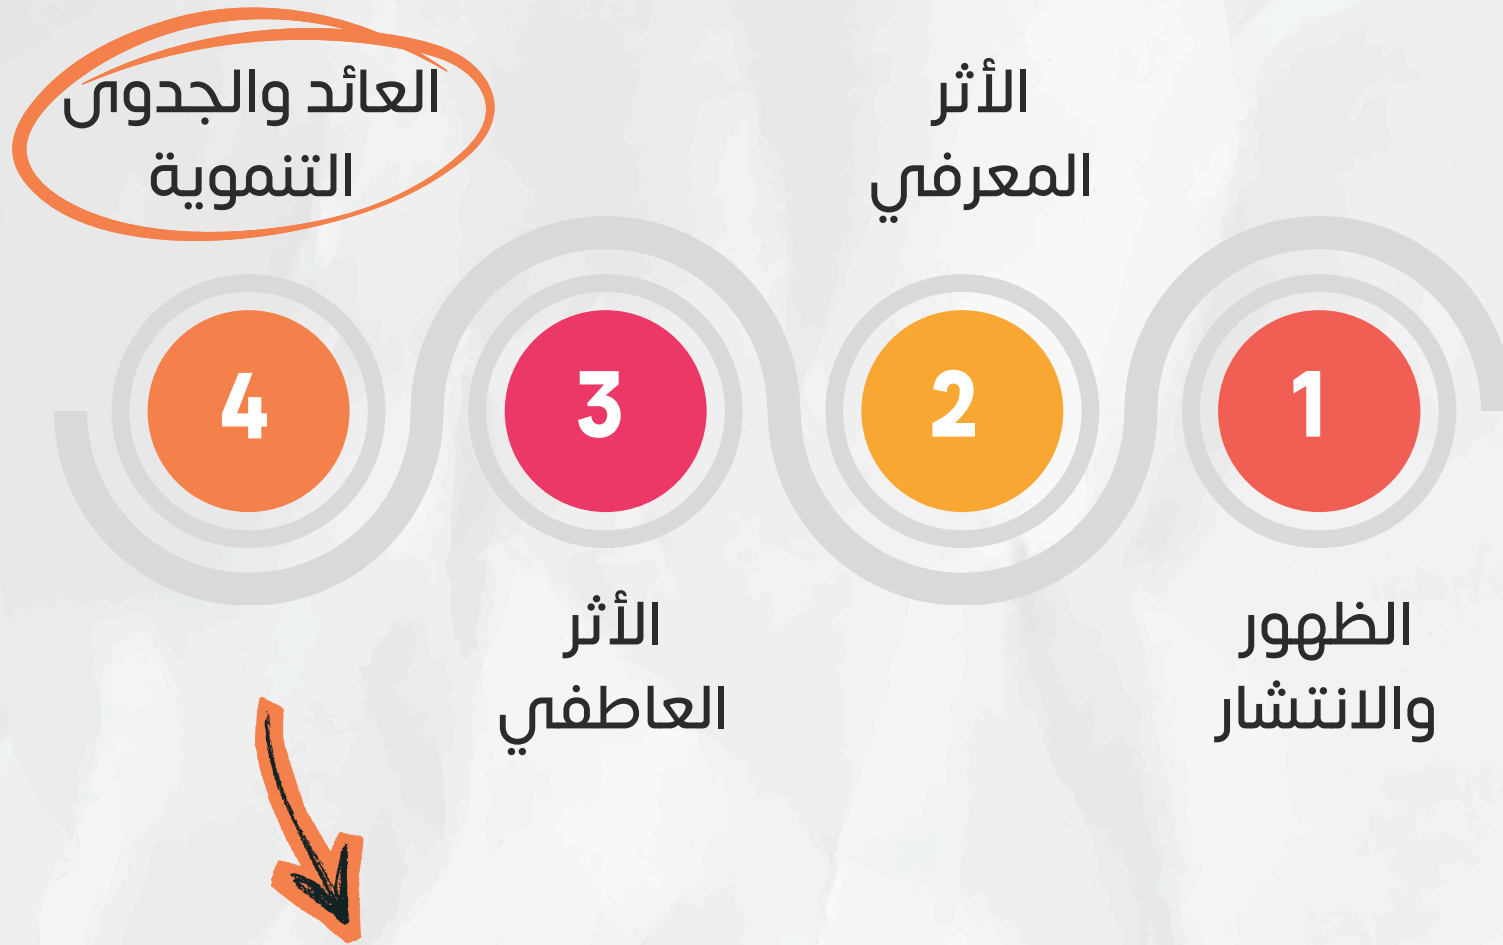 1
الظهور
والانتشار
2
الأثر
المعرفي
3
الأثر
العاطفي
4
العائد والجدوى
التنموية